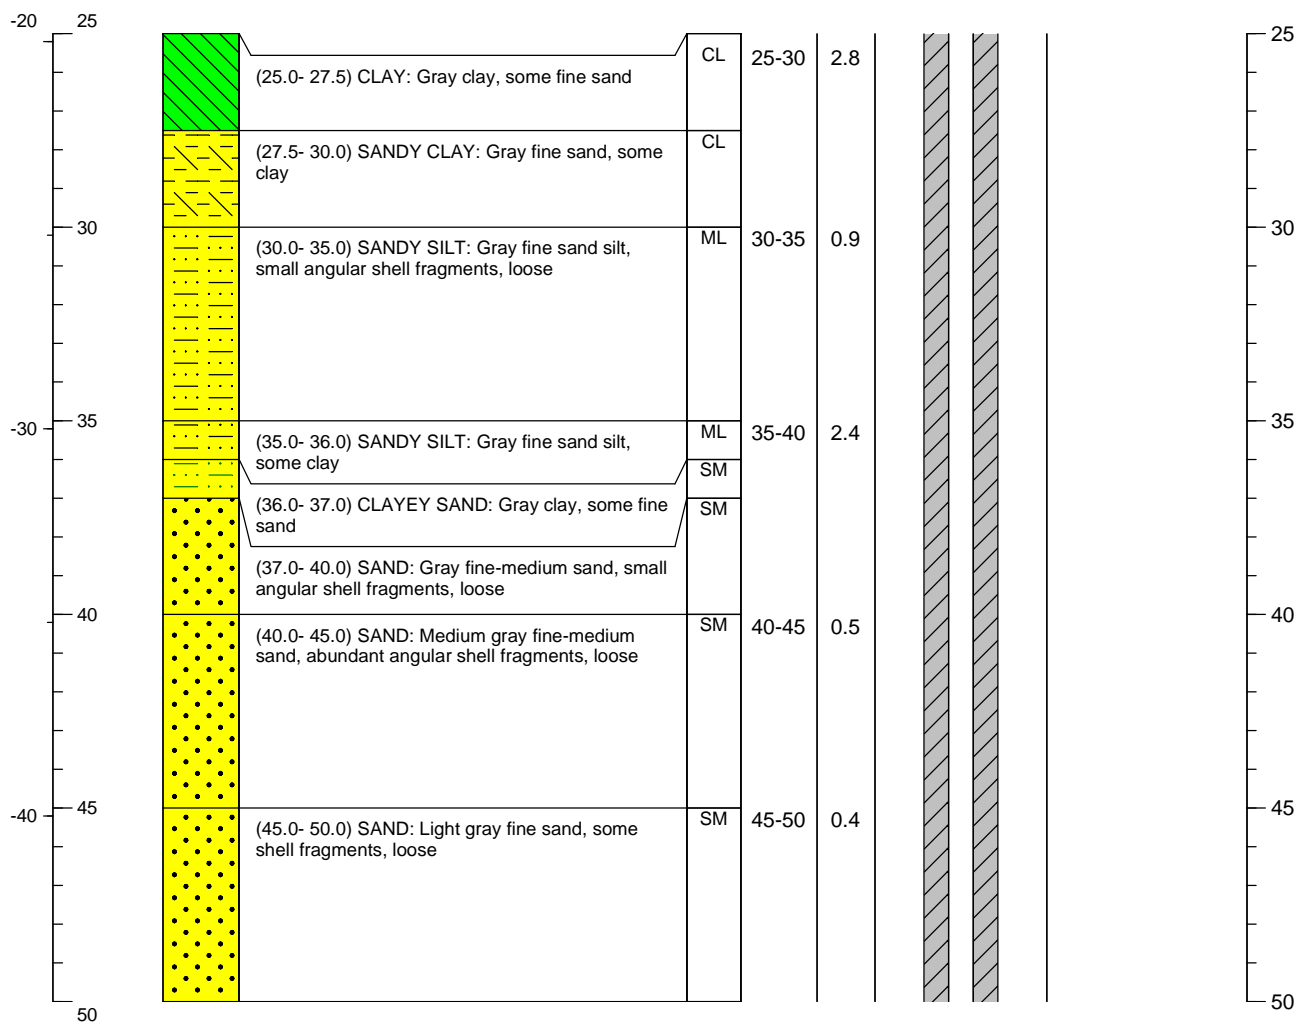 -20 25 25
(25.0- 27.5) CLAY: Gray clay, some fine sand
CL 25-30 2.8
(27.5- 30.0) SANDY CLAY: Gray fine sand, some
clay
CL
30 30
(30.0- 35.0) SANDY SILT: Gray fine sand silt,
small angular shell fragments, loose
ML 30-35 0.9
-30 35 35
(35.0- 36.0) SANDY SILT: Gray fine sand silt,
some clay
ML 35-40 2.4
SM
(36.0- 37.0) CLAYEY SAND: Gray clay, some fine
sand
SM
(37.0- 40.0) SAND: Gray fine-medium sand, small
angular shell fragments, loose
40 40
(40.0- 45.0) SAND: Medium gray fine-medium
sand, abundant angular shell fragments, loose
SM 40-45 0.5
-40 45 45
(45.0- 50.0) SAND: Light gray fine sand, some
shell fragments, loose
SM 45-50 0.4
50 50